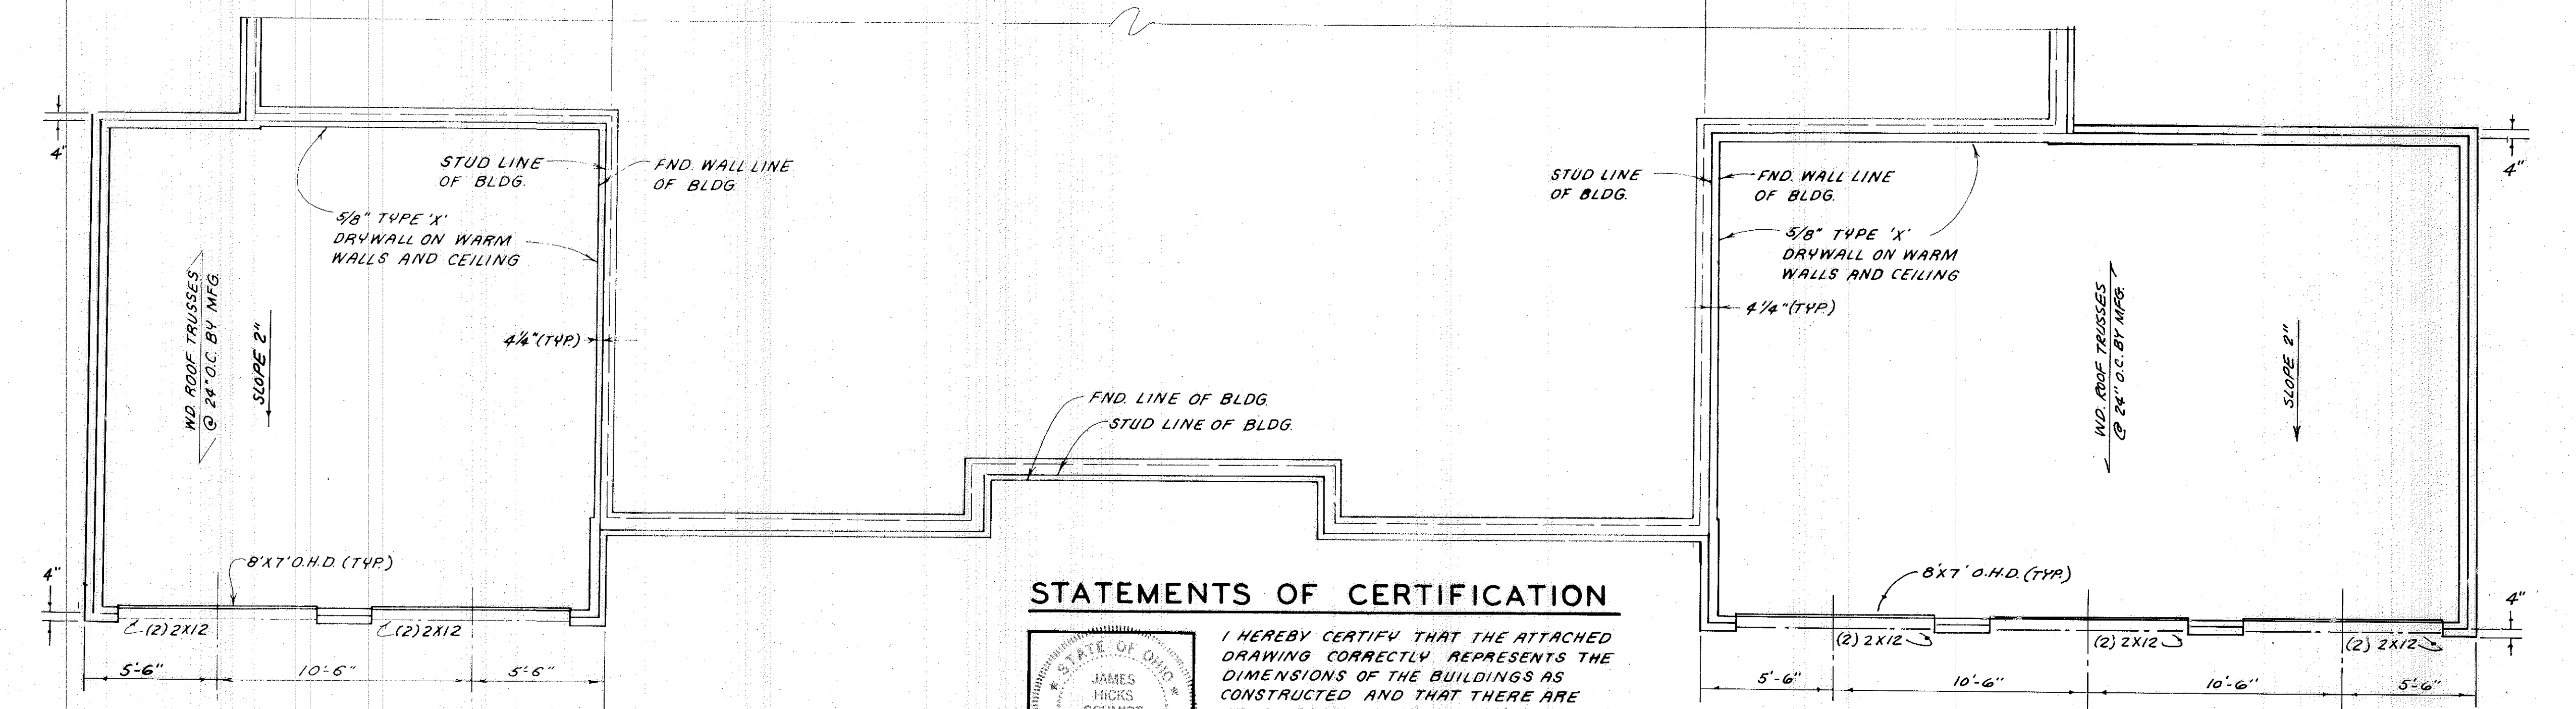 4'
STUD LINE
OF BLDG.
FND. WALL LINE
OF BLDG.
5/8" TYPE 'X'
DRYWALL ON WARM
WALLS AND CEILING
WD. ROOF TRUSSES
@ 24" O.C. BY MFG.
SLOPE 2"
4 1/4" (TYP.)
8'X7' O.H.D. (TYP.)
4"
(2) 2X12
(2) 2X12
5'-6"
10'-6"
5'-6"
FND. LINE OF BLDG.
STUD LINE OF BLDG.
STATEMENTS OF CERTIFICATION
STATE OF OHIO
JAMES
HICKS
SCHMIDT
I HEREBY CERTIFY THAT THE ATTACHED
DRAWING CORRECTLY REPRESENTS THE
DIMENSIONS OF THE BUILDINGS AS
CONSTRUCTED AND THAT THERE ARE
STUD LINE
OF BLDG.
FND. WALL LINE
OF BLDG.
5/8" TYPE 'X'
DRYWALL ON WARM
WALLS AND CEILING
4 1/4" (TYP.)
WD. ROOF TRUSSES
@ 24" O.C. BY MFG.
SLOPE 2"
4"
8'X7' O.H.D. (TYP.)
4"
(2) 2X12
(2) 2X12
(2) 2X12
5'-6"
10'-6"
10'-6"
5'-6"